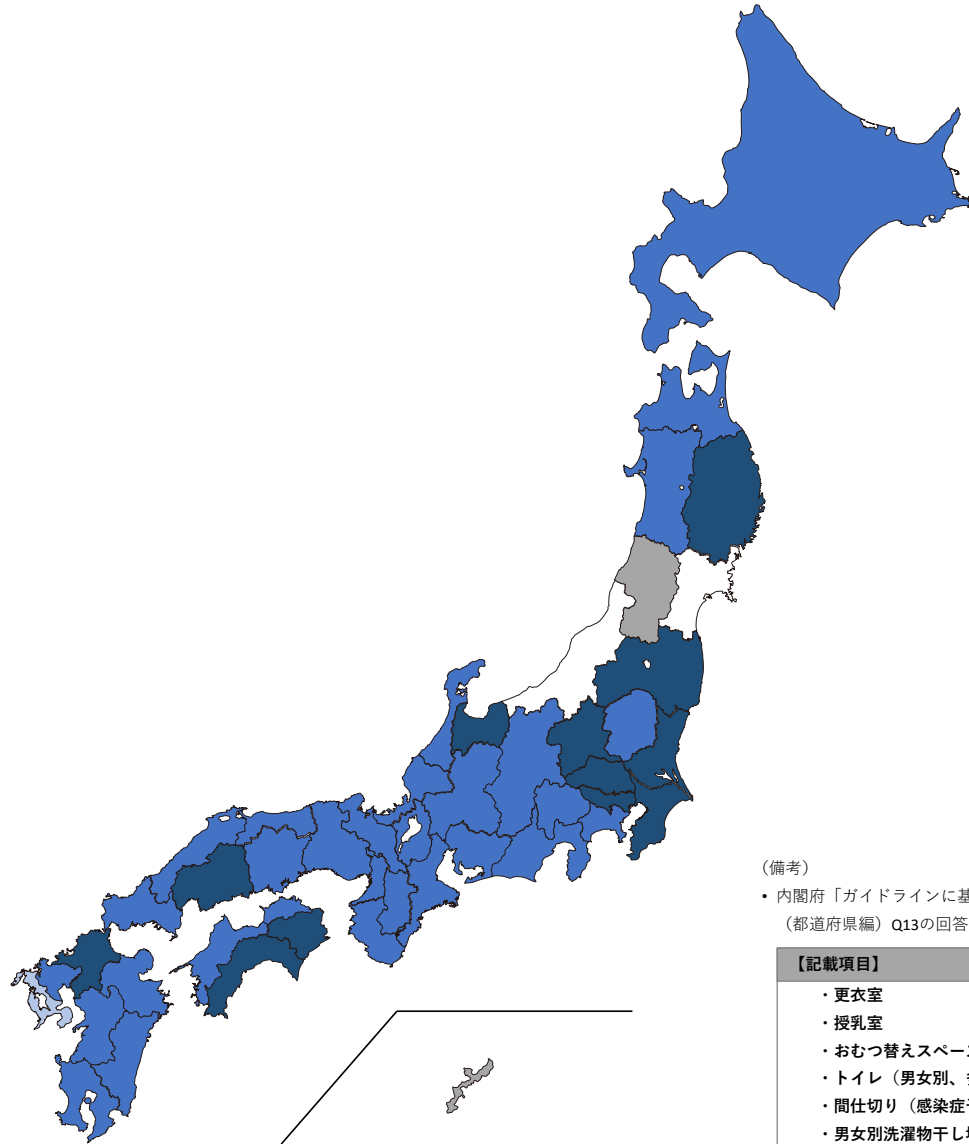 （備考）
• 内閣府「ガイドラインに基
（都道府県編）Q13の回答
【記載項目】
・更衣室
・授乳室
・おむつ替えスペー
・トイレ（男女別、
・間仕切り（感染症
・男女別洗濯物干し